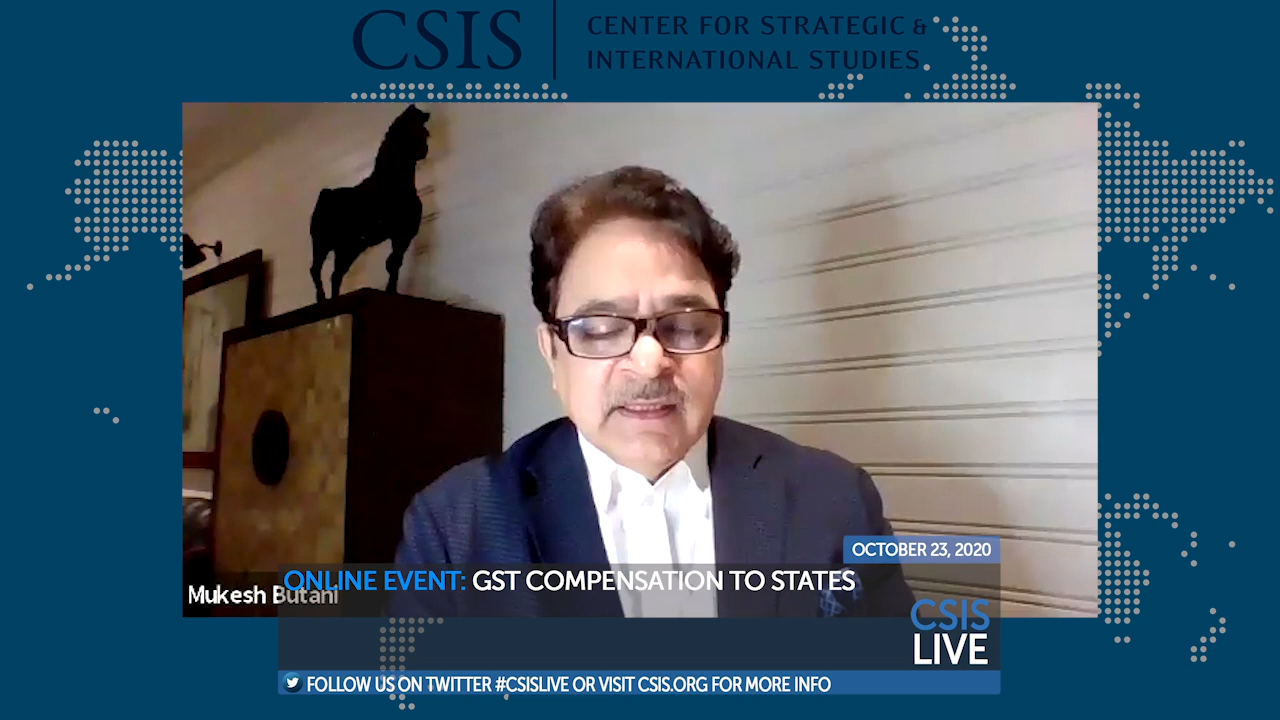 CSIS
CENTER FOR STRATEGIC &
INTERNATIONAL STUDIES
OCTOBER 23, 2020
ONLINE EVENT: GST COMPENSATION TO STATES
Mukesh Butani
CSIS
LIVE
FOLLOW US ON TWITTER #CSISLIVE OR VISIT CSIS.ORG FOR MORE INFO